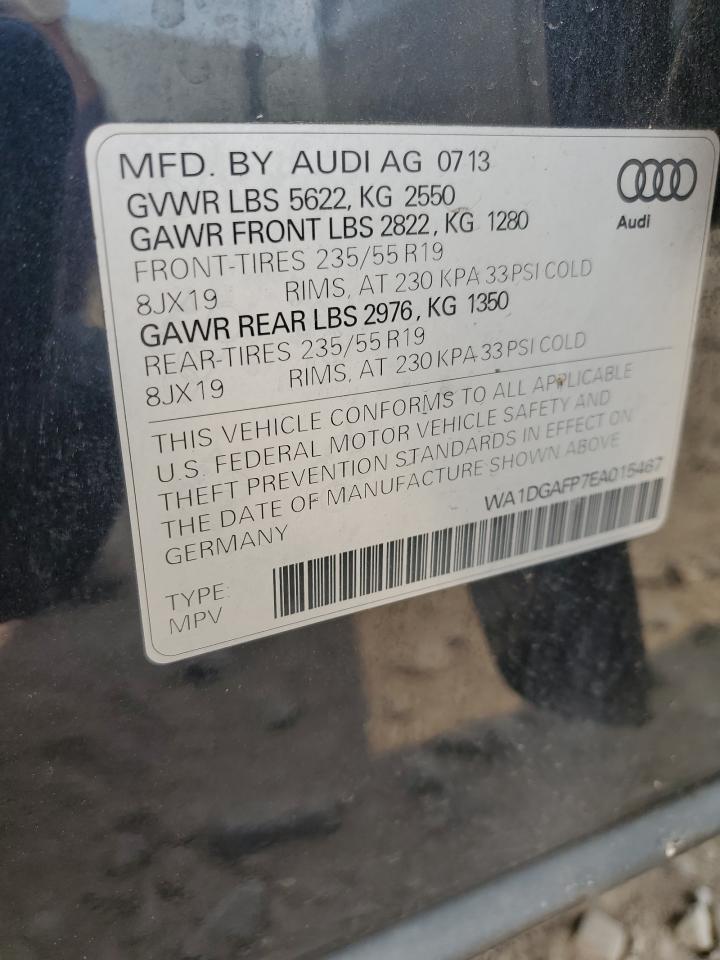 MFD. BY AUDI AG 0713
GVWR LBS 5622, KG 2550
GAWR FRONT LBS 2822, KG 1280
FRONT-TIRES 235/55 R19
8JX19 RIMS, AT 230 KPA 33 PSI COLD
GAWR REAR LBS 2976, KG 1350
REAR-TIRES 235/55 R19
8JX19 RIMS, AT 230 KPA 33 PSI COLD
Audi
THIS VEHICLE CONFORMS TO ALL APPLICABLE
U.S. FEDERAL MOTOR VEHICLE SAFETY AND
THEFT PREVENTION STANDARDS IN EFFECT ON
THE DATE OF MANUFACTURE SHOWN ABOVE
GERMANY
WA1DGAFP7EA015467
TYPE:
MPV